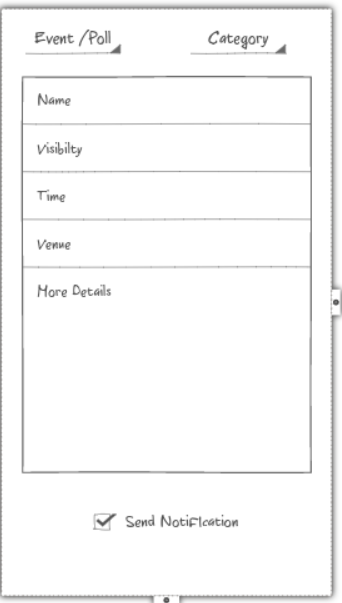 Event /Poll
Category
Name
Visibilty
Time
Venue
More Details
Send Notification